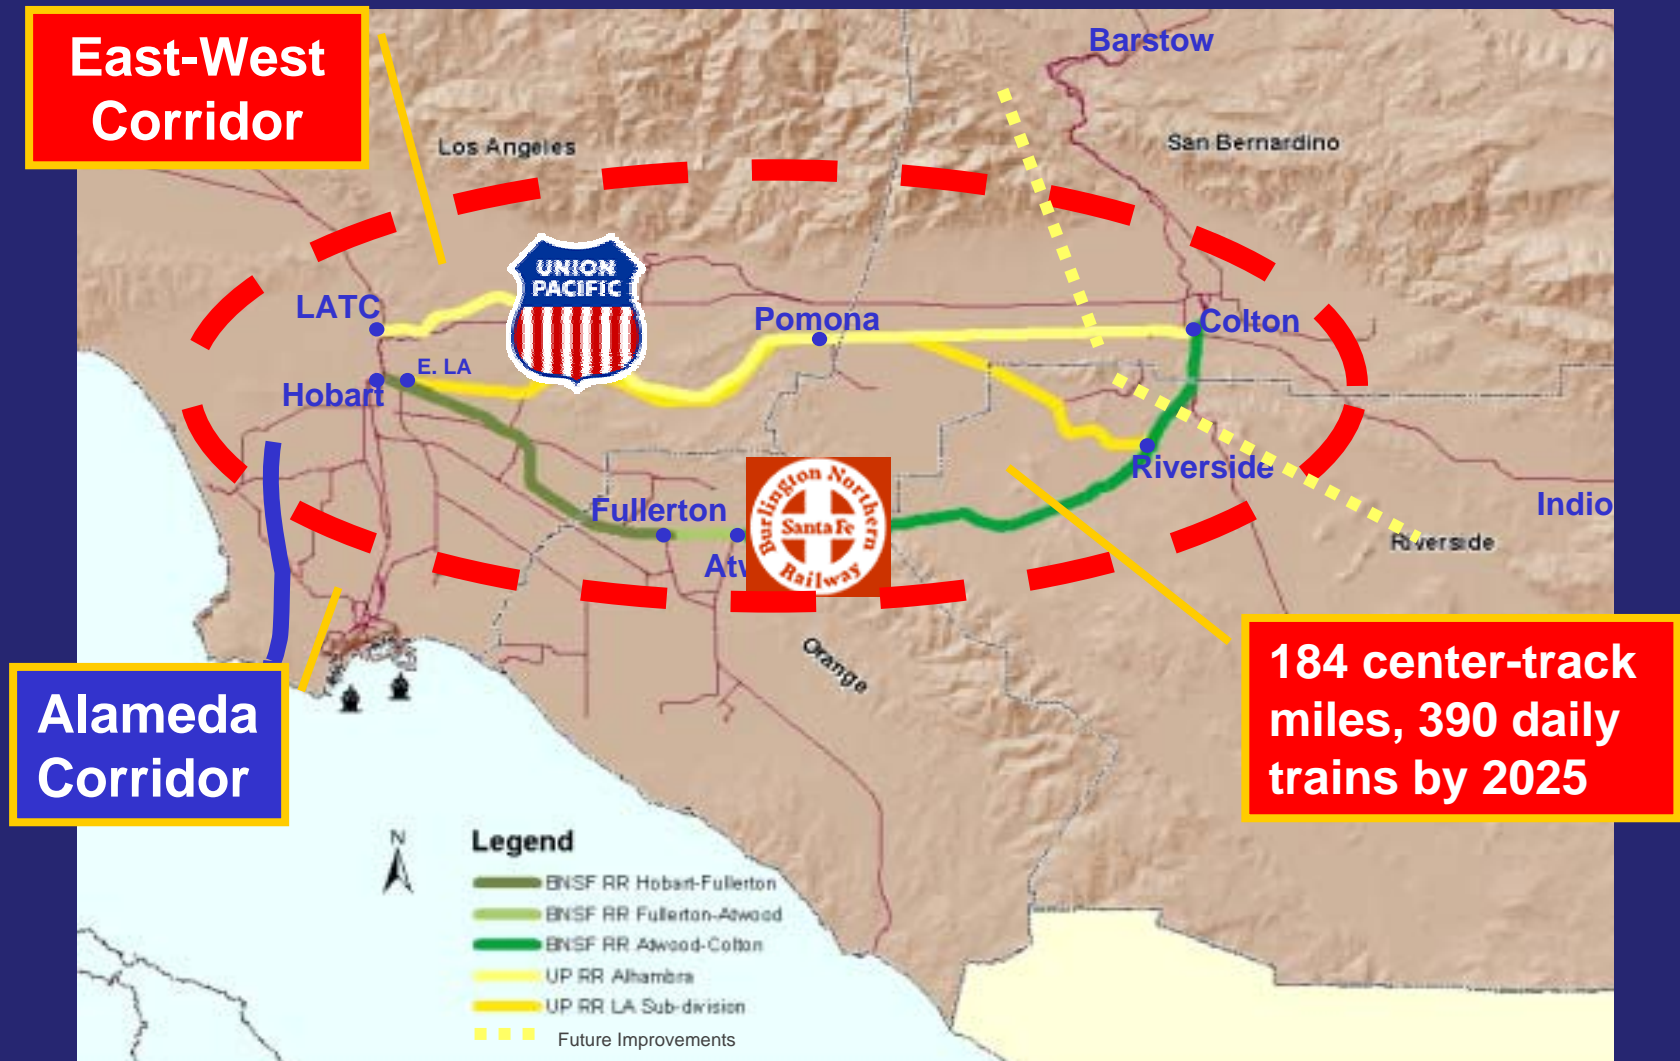 East-West
Corridor
Barstow
Los Angeles
San Bernardino
UNION
PACIFIC
LATC
Pomona
Colton
E. LA
Hobart
Riverside
Fullerton
Burlington Northern
Santa Fe
Railway
Indio
Riverside
Atw
Orange
184 center-track
miles, 390 daily
trains by 2025
Alameda
Corridor
N
Legend
BNSF RR Hobart-Fullerton
BNSF RR Fullerton-Atwood
BNSF RR Atwood-Colton
UP RR Alhambra
UP RR LA Sub-division
Future Improvements